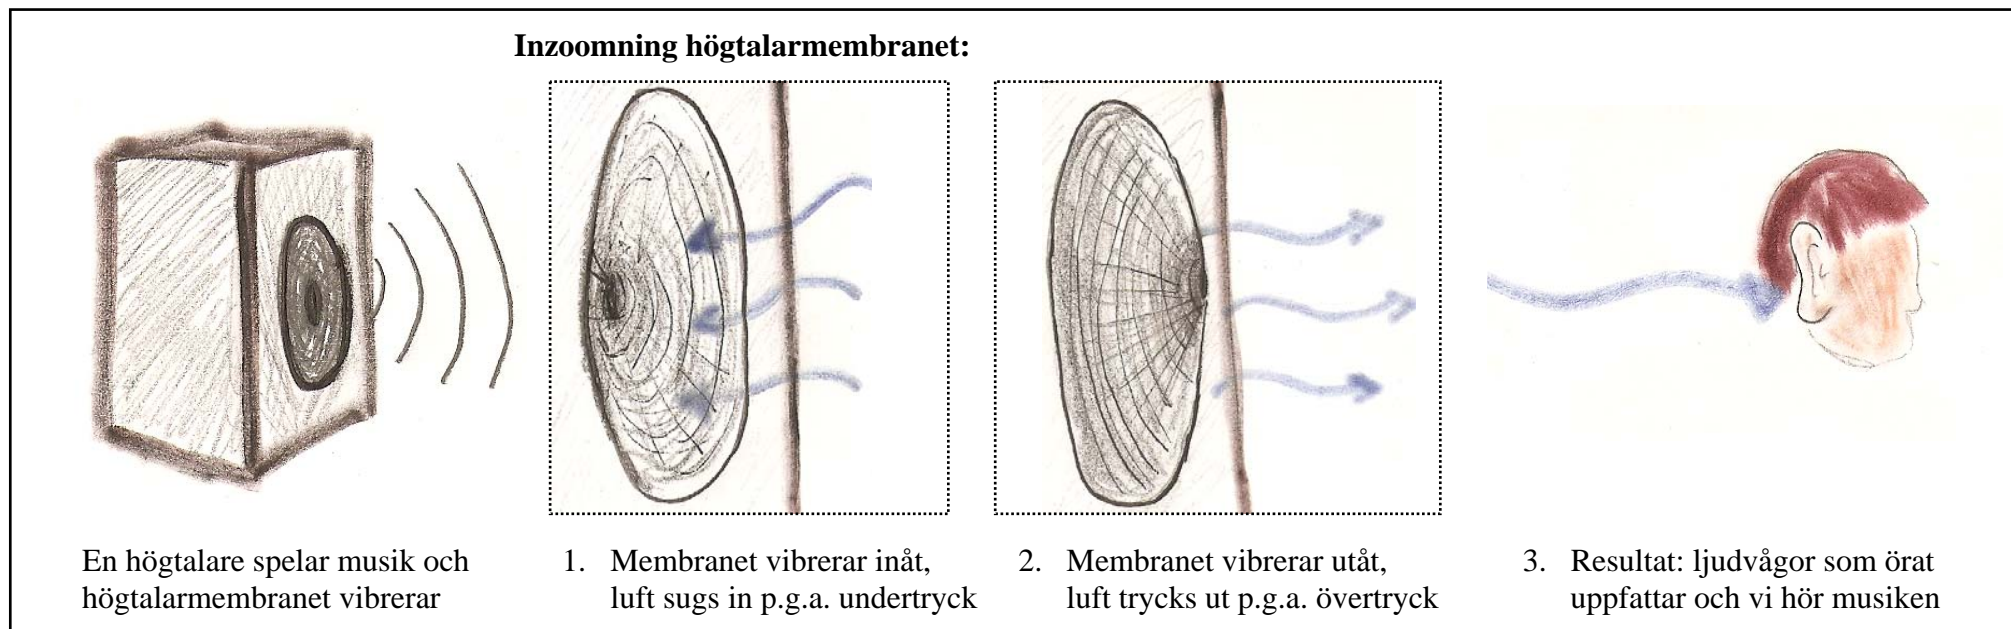 Inzoomning högtalarmembranet:
En högtalare spelar musik och
högtalarmembranet vibrerar
1. Membranet vibrerar inåt,
luft sugs in p.g.a. undertryck
2. Membranet vibrerar utåt,
luft trycks ut p.g.a. övertryck
3. Resultat: ljudvågor som örat
uppfattar och vi hör musiken